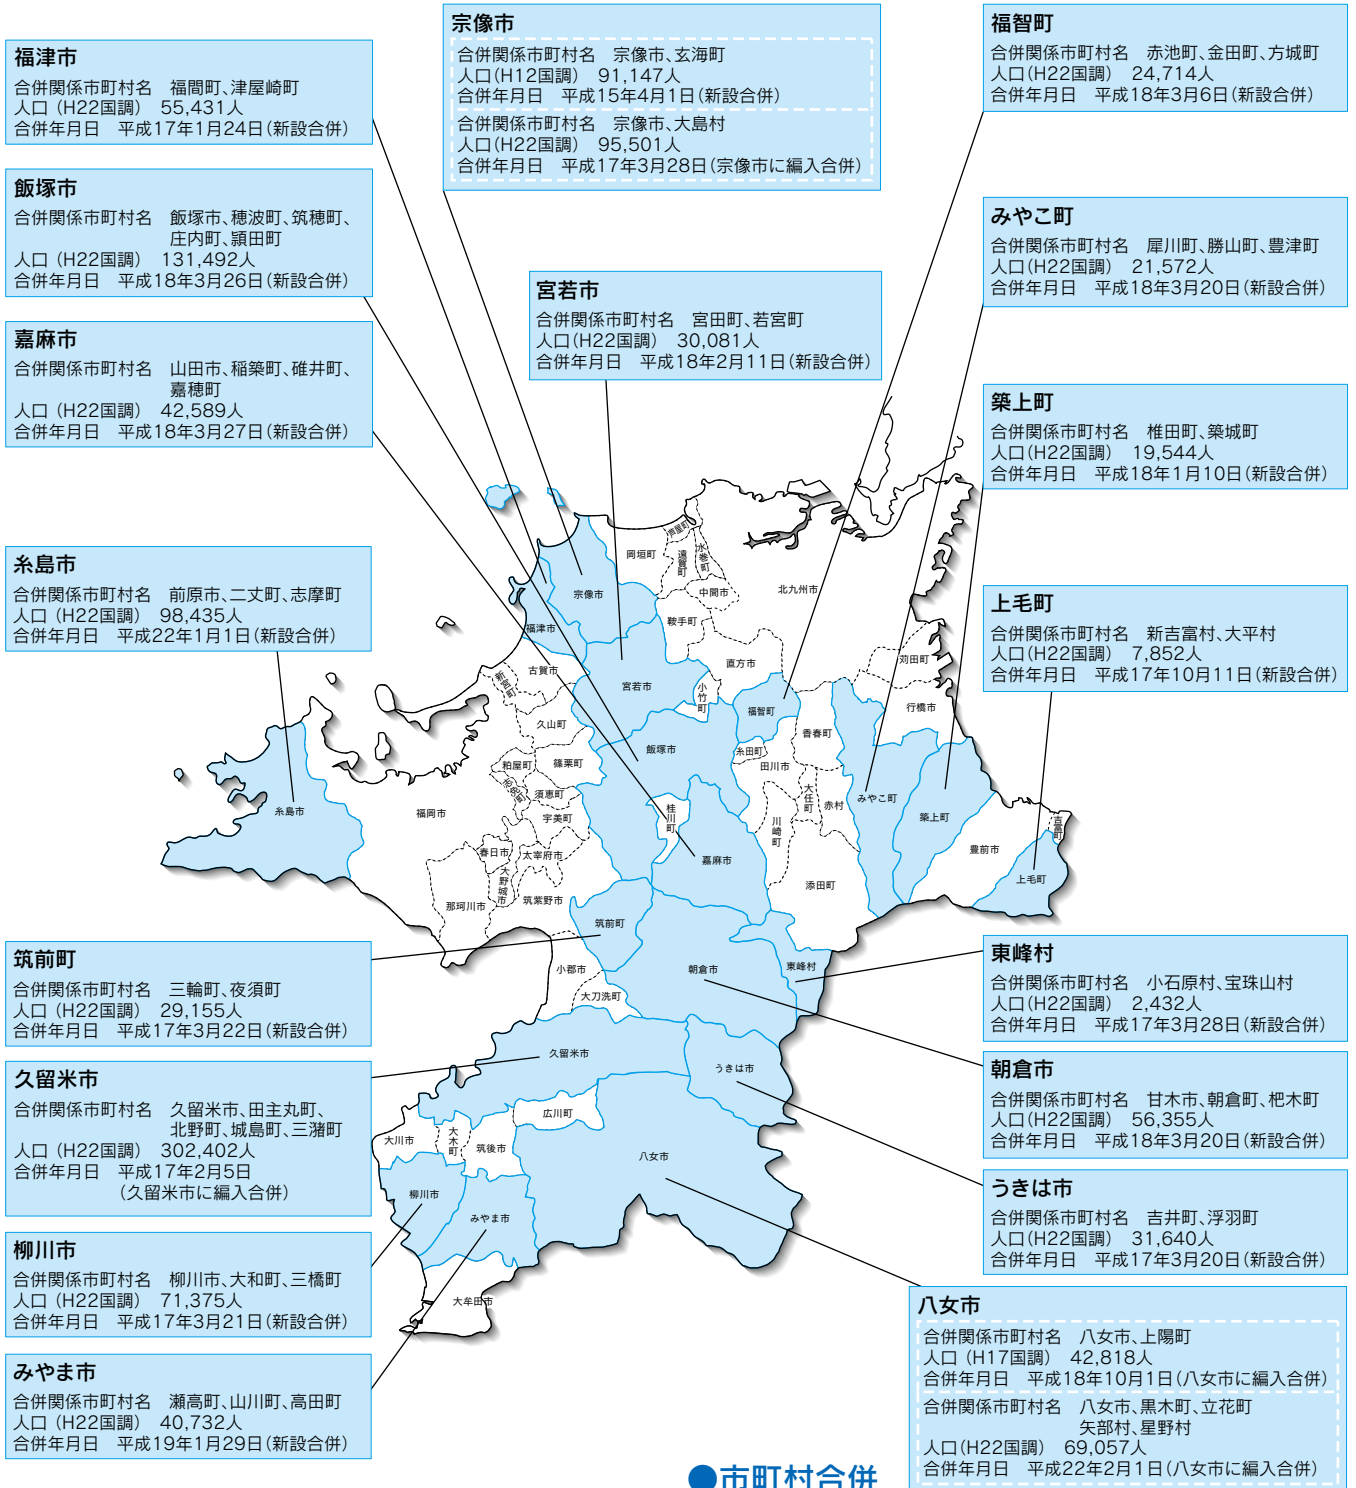 福津市
合併関係市町村名　福間町、津屋崎町
人口 (H22国調)　55,431人
合併年月日　平成17年1月24日(新設合併)
飯塚市
合併関係市町村名　飯塚市、穂波町、筑穂町、
庄内町、頴田町
人口 (H22国調)　131,492人
合併年月日　平成18年3月26日(新設合併)
嘉麻市
合併関係市町村名　山田市、稲築町、碓井町、
嘉穂町
人口 (H22国調)　42,589人
合併年月日　平成18年3月27日(新設合併)
糸島市
合併関係市町村名　前原市、二丈町、志摩町
人口 (H22国調)　98,435人
合併年月日　平成22年1月1日(新設合併)
筑前町
合併関係市町村名　三輪町、夜須町
人口 (H22国調)　29,155人
合併年月日　平成17年3月22日(新設合併)
久留米市
合併関係市町村名　久留米市、田主丸町、
北野町、城島町、三潴町
人口 (H22国調)　302,402人
合併年月日　平成17年2月5日
(久留米市に編入合併)
柳川市
合併関係市町村名　柳川市、大和町、三橋町
人口 (H22国調)　71,375人
合併年月日　平成17年3月21日(新設合併)
みやま市
合併関係市町村名　瀬高町、山川町、高田町
人口 (H22国調)　40,732人
合併年月日　平成19年1月29日(新設合併)
宗像市
合併関係市町村名　宗像市、玄海町
人口(H12国調)　91,147人
合併年月日　平成15年4月1日(新設合併)
合併関係市町村名　宗像市、大島村
人口(H22国調)　95,501人
合併年月日　平成17年3月28日(宗像市に編入合併)
宮若市
合併関係市町村名　宮田町、若宮町
人口(H22国調)　30,081人
合併年月日　平成18年2月11日(新設合併)
福智町
合併関係市町村名　赤池町、金田町、方城町
人口(H22国調)　24,714人
合併年月日　平成18年3月6日(新設合併)
みやこ町
合併関係市町村名　犀川町、勝山町、豊津町
人口(H22国調)　21,572人
合併年月日　平成18年3月20日(新設合併)
築上町
合併関係市町村名　椎田町、築城町
人口(H22国調)　19,544人
合併年月日　平成18年1月10日(新設合併)
上毛町
合併関係市町村名　新吉富村、大平村
人口(H22国調)　7,852人
合併年月日　平成17年10月11日(新設合併)
東峰村
合併関係市町村名　小石原村、宝珠山村
人口(H22国調)　2,432人
合併年月日　平成17年3月28日(新設合併)
朝倉市
合併関係市町村名　甘木市、朝倉町、杷木町
人口(H22国調)　56,355人
合併年月日　平成18年3月20日(新設合併)
うきは市
合併関係市町村名　吉井町、浮羽町
人口(H22国調)　31,640人
合併年月日　平成17年3月20日(新設合併)
八女市
合併関係市町村名　八女市、上陽町
人口 (H17国調)　42,818人
合併年月日　平成18年10月1日(八女市に編入合併)
合併関係市町村名　八女市、黒木町、立花町
矢部村、星野村
人口(H22国調)　69,057人
合併年月日　平成22年2月1日(八女市に編入合併)
芦屋町
水巻町
岡垣町
遠賀町
北九州市
中間市
宗像市
鞍手町
福津市
苅田町
直方市
古賀市
新宮町
宮若市
小竹町
行橋市
福智町
久山町
香春町
飯塚市
糸田町
粕屋町
篠栗町
田川市
志免町
須恵町
大任町
赤村
みやこ町
糸島市
福岡市
宇美町
桂川町
川崎町
築上町
吉富町
豊前市
春日市
太宰府市
嘉麻市
上毛町
大野城市
添田町
那珂川市
筑紫野市
筑前町
小郡市
朝倉市
東峰村
大刀洗町
久留米市
うきは市
広川町
大川市
大木町
筑後市
八女市
柳川市
みやま市
大牟田市
●市町村合併